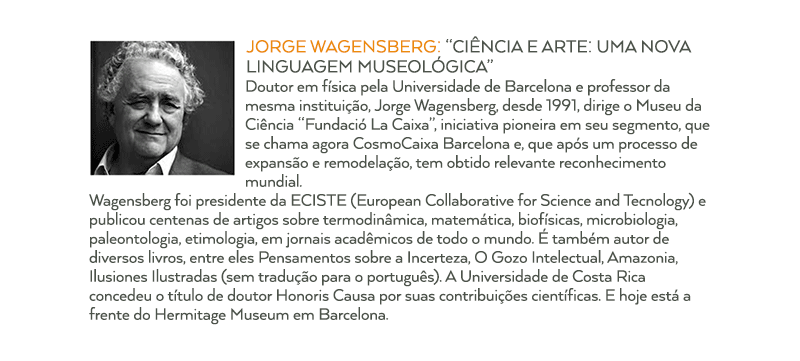 JORGE WAGENSBERG: “CIÊNCIA E ARTE: UMA NOVA
LINGUAGEM MUSEOLÓGICA”
Doutor em física pela Universidade de Barcelona e professor da
mesma instituição, Jorge Wagensberg, desde 1991, dirige o Museu da
Ciência “Fundació La Caixa”, iniciativa pioneira em seu segmento, que
se chama agora CosmoCaixa Barcelona e, que após um processo de
expansão e remodelação, tem obtido relevante reconhecimento
mundial.
Wagensberg foi presidente da ECISTE (European Collaborative for Science and Tecnology) e
publicou centenas de artigos sobre termodinâmica, matemática, biofísicas, microbiologia,
paleontologia, etimologia, em jornais acadêmicos de todo o mundo. É também autor de
diversos livros, entre eles Pensamentos sobre a Incerteza, O Gozo Intelectual, Amazonia,
Ilusiones Ilustradas (sem tradução para o português). A Universidade de Costa Rica
concedeu o título de doutor Honoris Causa por suas contribuições científicas. E hoje está a
frente do Hermitage Museum em Barcelona.